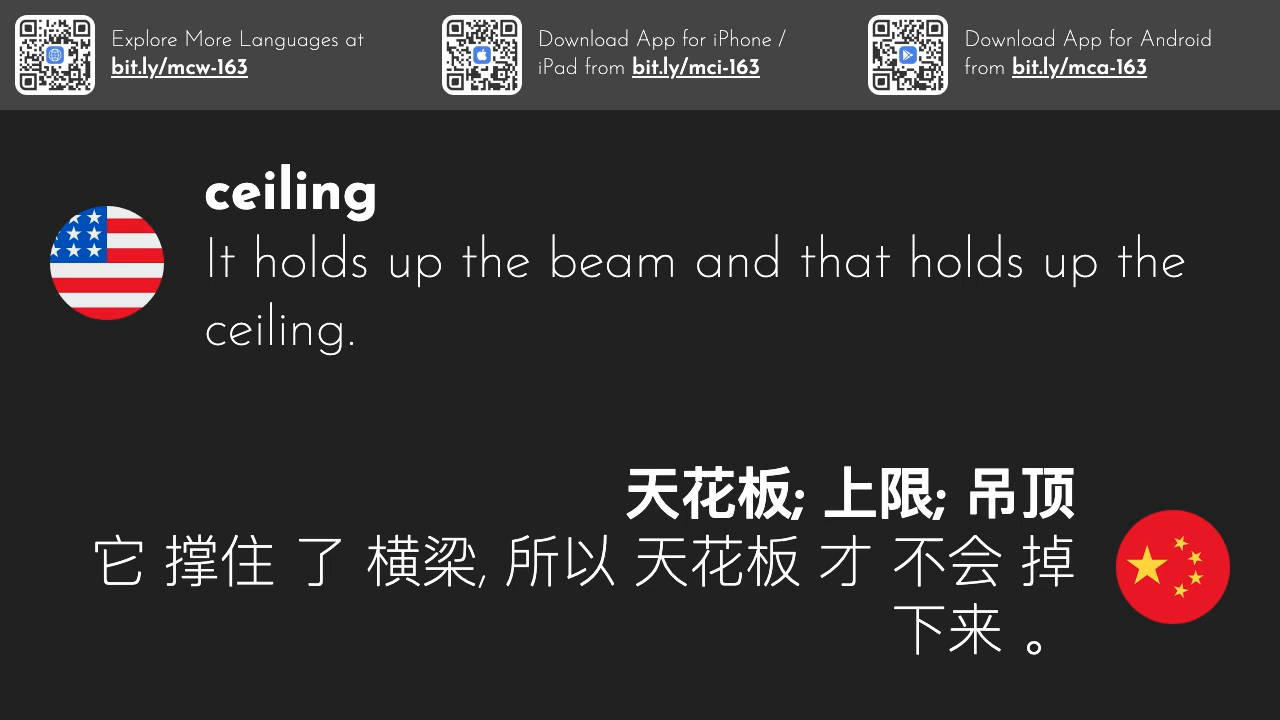 Explore More Languages at
bit.ly/mcw-163
Download App for iPhone /
iPad from bit.ly/mci-163
Download App for Android
from bit.ly/mca-163
ceiling
It holds up the beam and that holds up the
ceiling.
天花板; 上限; 吊顶
它 撑住 了 横梁, 所以 天花板 才 不会 掉
下来 。